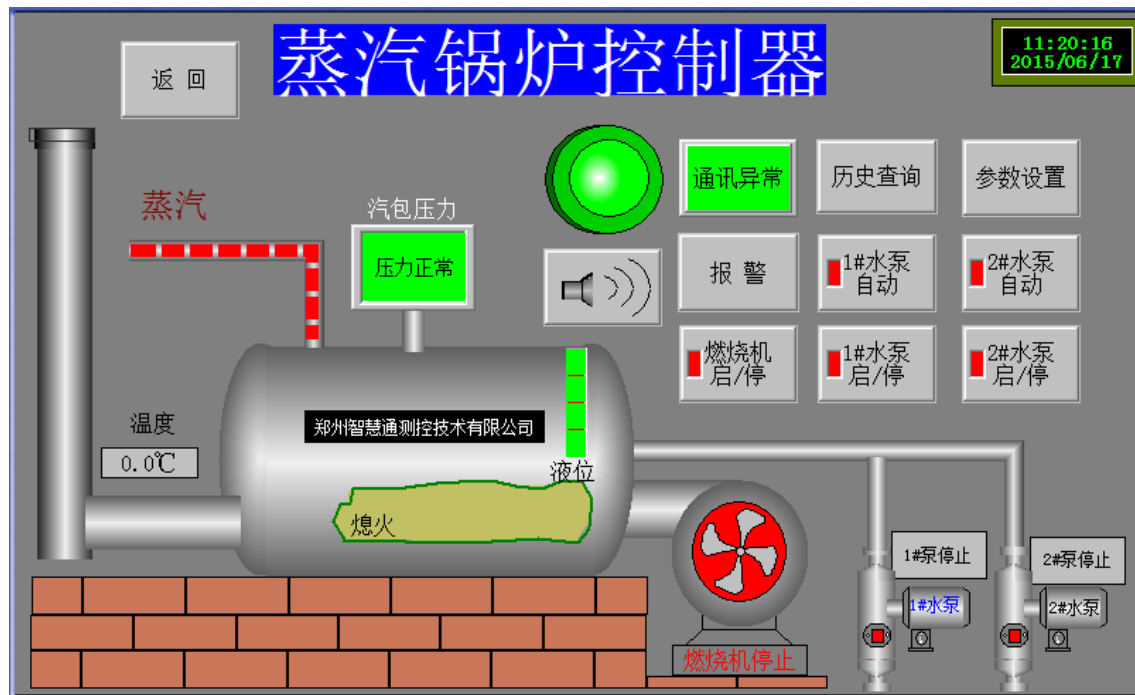 蒸汽锅炉控制器
返 回
11:20:16
2015/06/17
通讯异常
历史查询
参数设置
蒸汽
汽包压力
压力正常
报 警
1#水泵
自动
2#水泵
自动
燃烧机
启/停
1#水泵
启/停
2#水泵
启/停
温度
0.0℃
郑州智慧通测控技术有限公司
液位
熄火
1#泵停止
2#泵停止
1#水泵
2#水泵
燃烧机停止